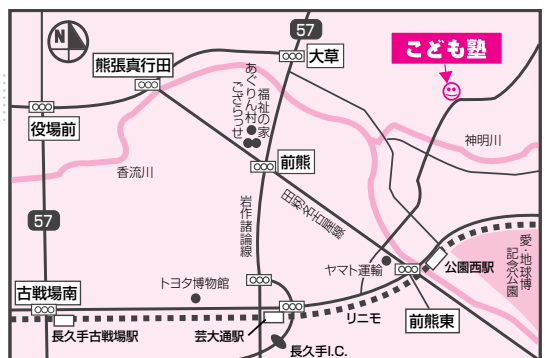 N
57
大草
こども塾
熊張真行田
あぐりん村
ござらっせ
福祉の家
役場前
神明川
香流川
前熊
57
岩作諸諭線
田籾名古屋線
愛・地球博
記念公園
公園西駅
ヤマト運輸
トヨタ博物館
古戦場南
リニモ
前熊東
長久手古戦場駅
芸大通駅
長久手I.C.